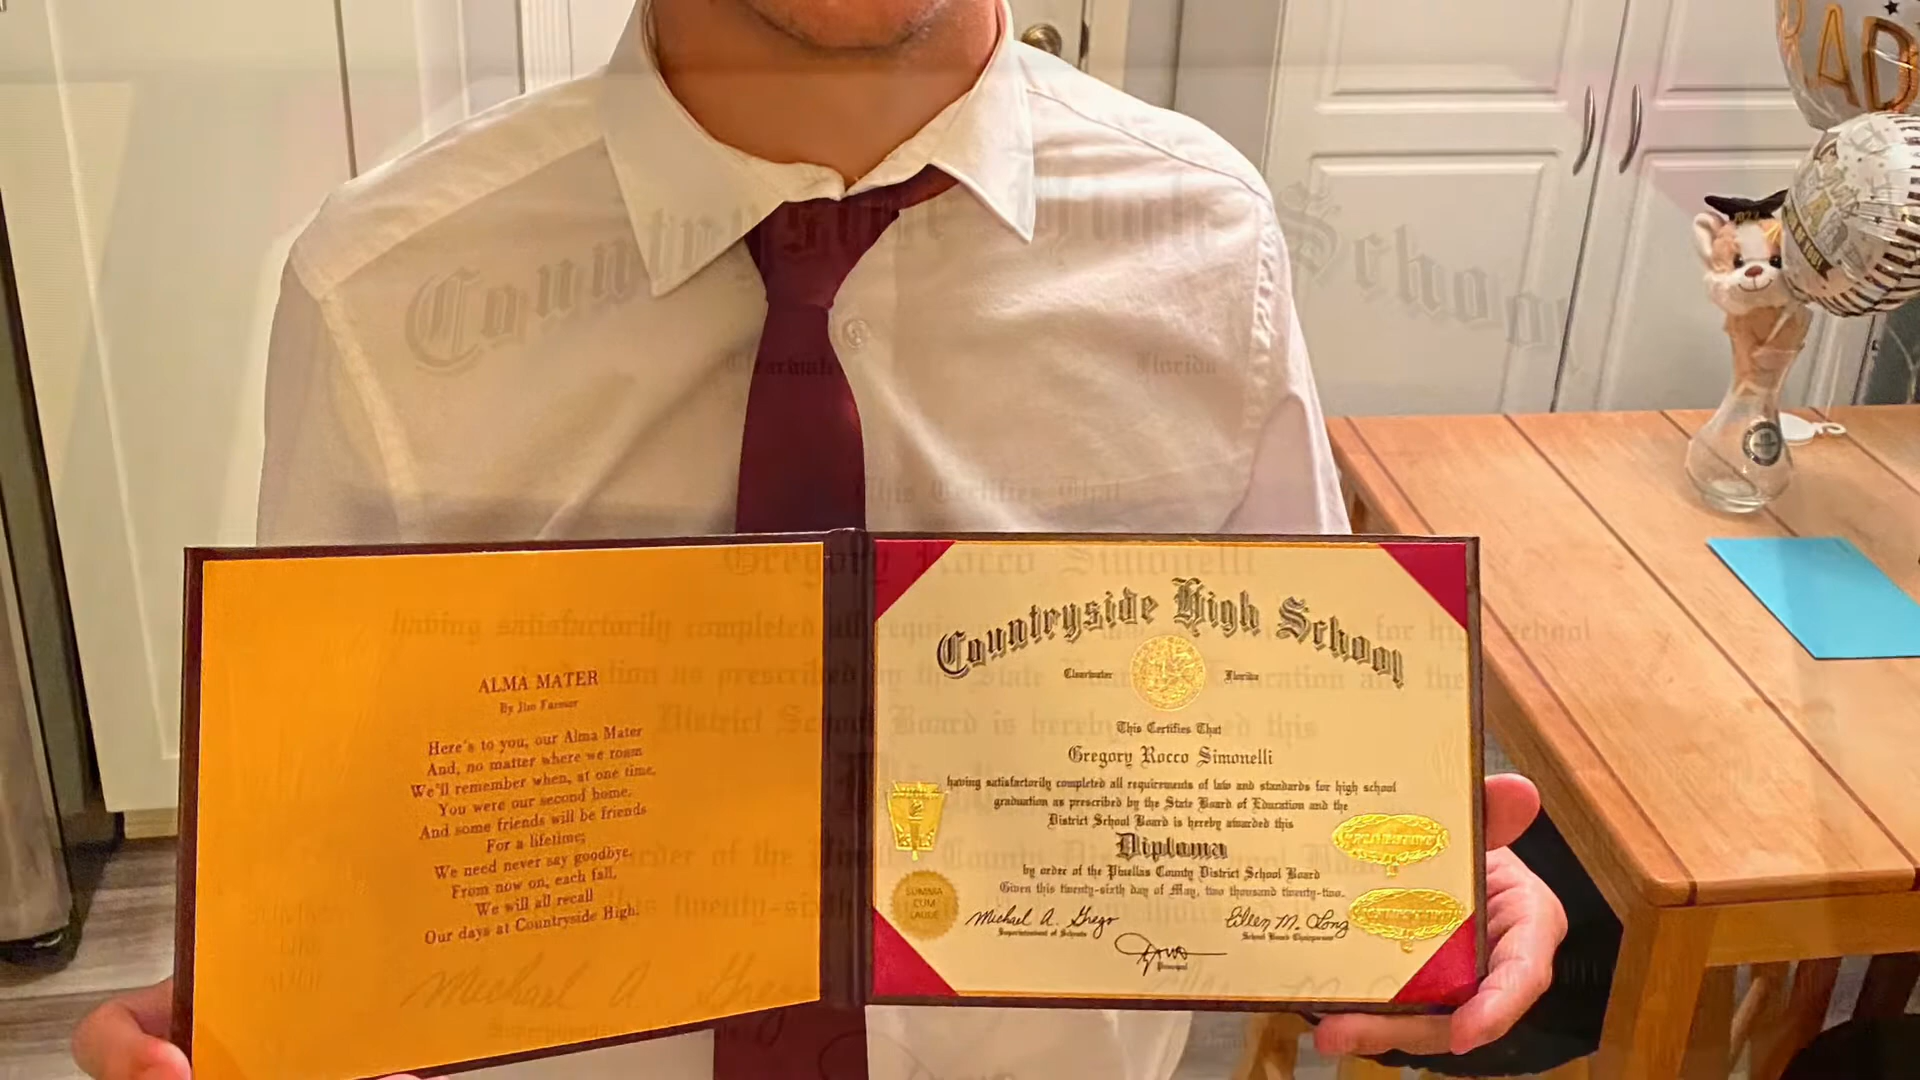 ALMA MATER
By Jim Farmer
Here's to you, our Alma Mater
And, no matter where we roam
We'll remember when, at one time,
You were our second home.
And some friends will be friends
For a lifetime;
We need never say goodbye.
From now on, each fall,
We will all recall
Our days at Countryside High.
Countryside High School
Clearwater Florida
This Certifies That
Gregory Rocco Simonelli
having satisfactorily completed all requirements of law and standards for high school
graduation as prescribed by the State Board of Education and the
District School Board is hereby awarded this
Diploma
by order of the Pinellas County District School Board
Given this twenty-sixth day of May, two thousand twenty-two.
SUMMA
CUM
LAUDE
Michael A. Grego
Superintendent of Schools
Eileen M. Long
School Board Chairperson
Principal